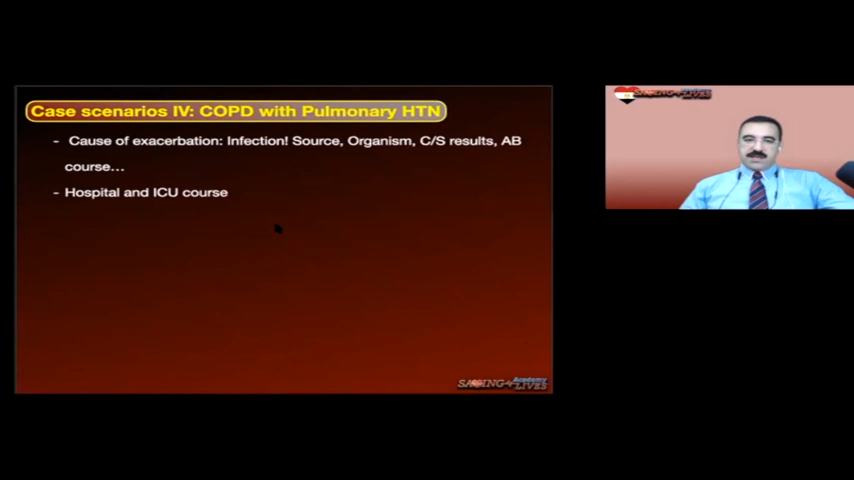 Case scenarios IV: COPD with Pulmonary HTN
- Cause of exacerbation: Infection! Source, Organism, C/S results, AB
course...
- Hospital and ICU course
SAVING LIVES
Academy